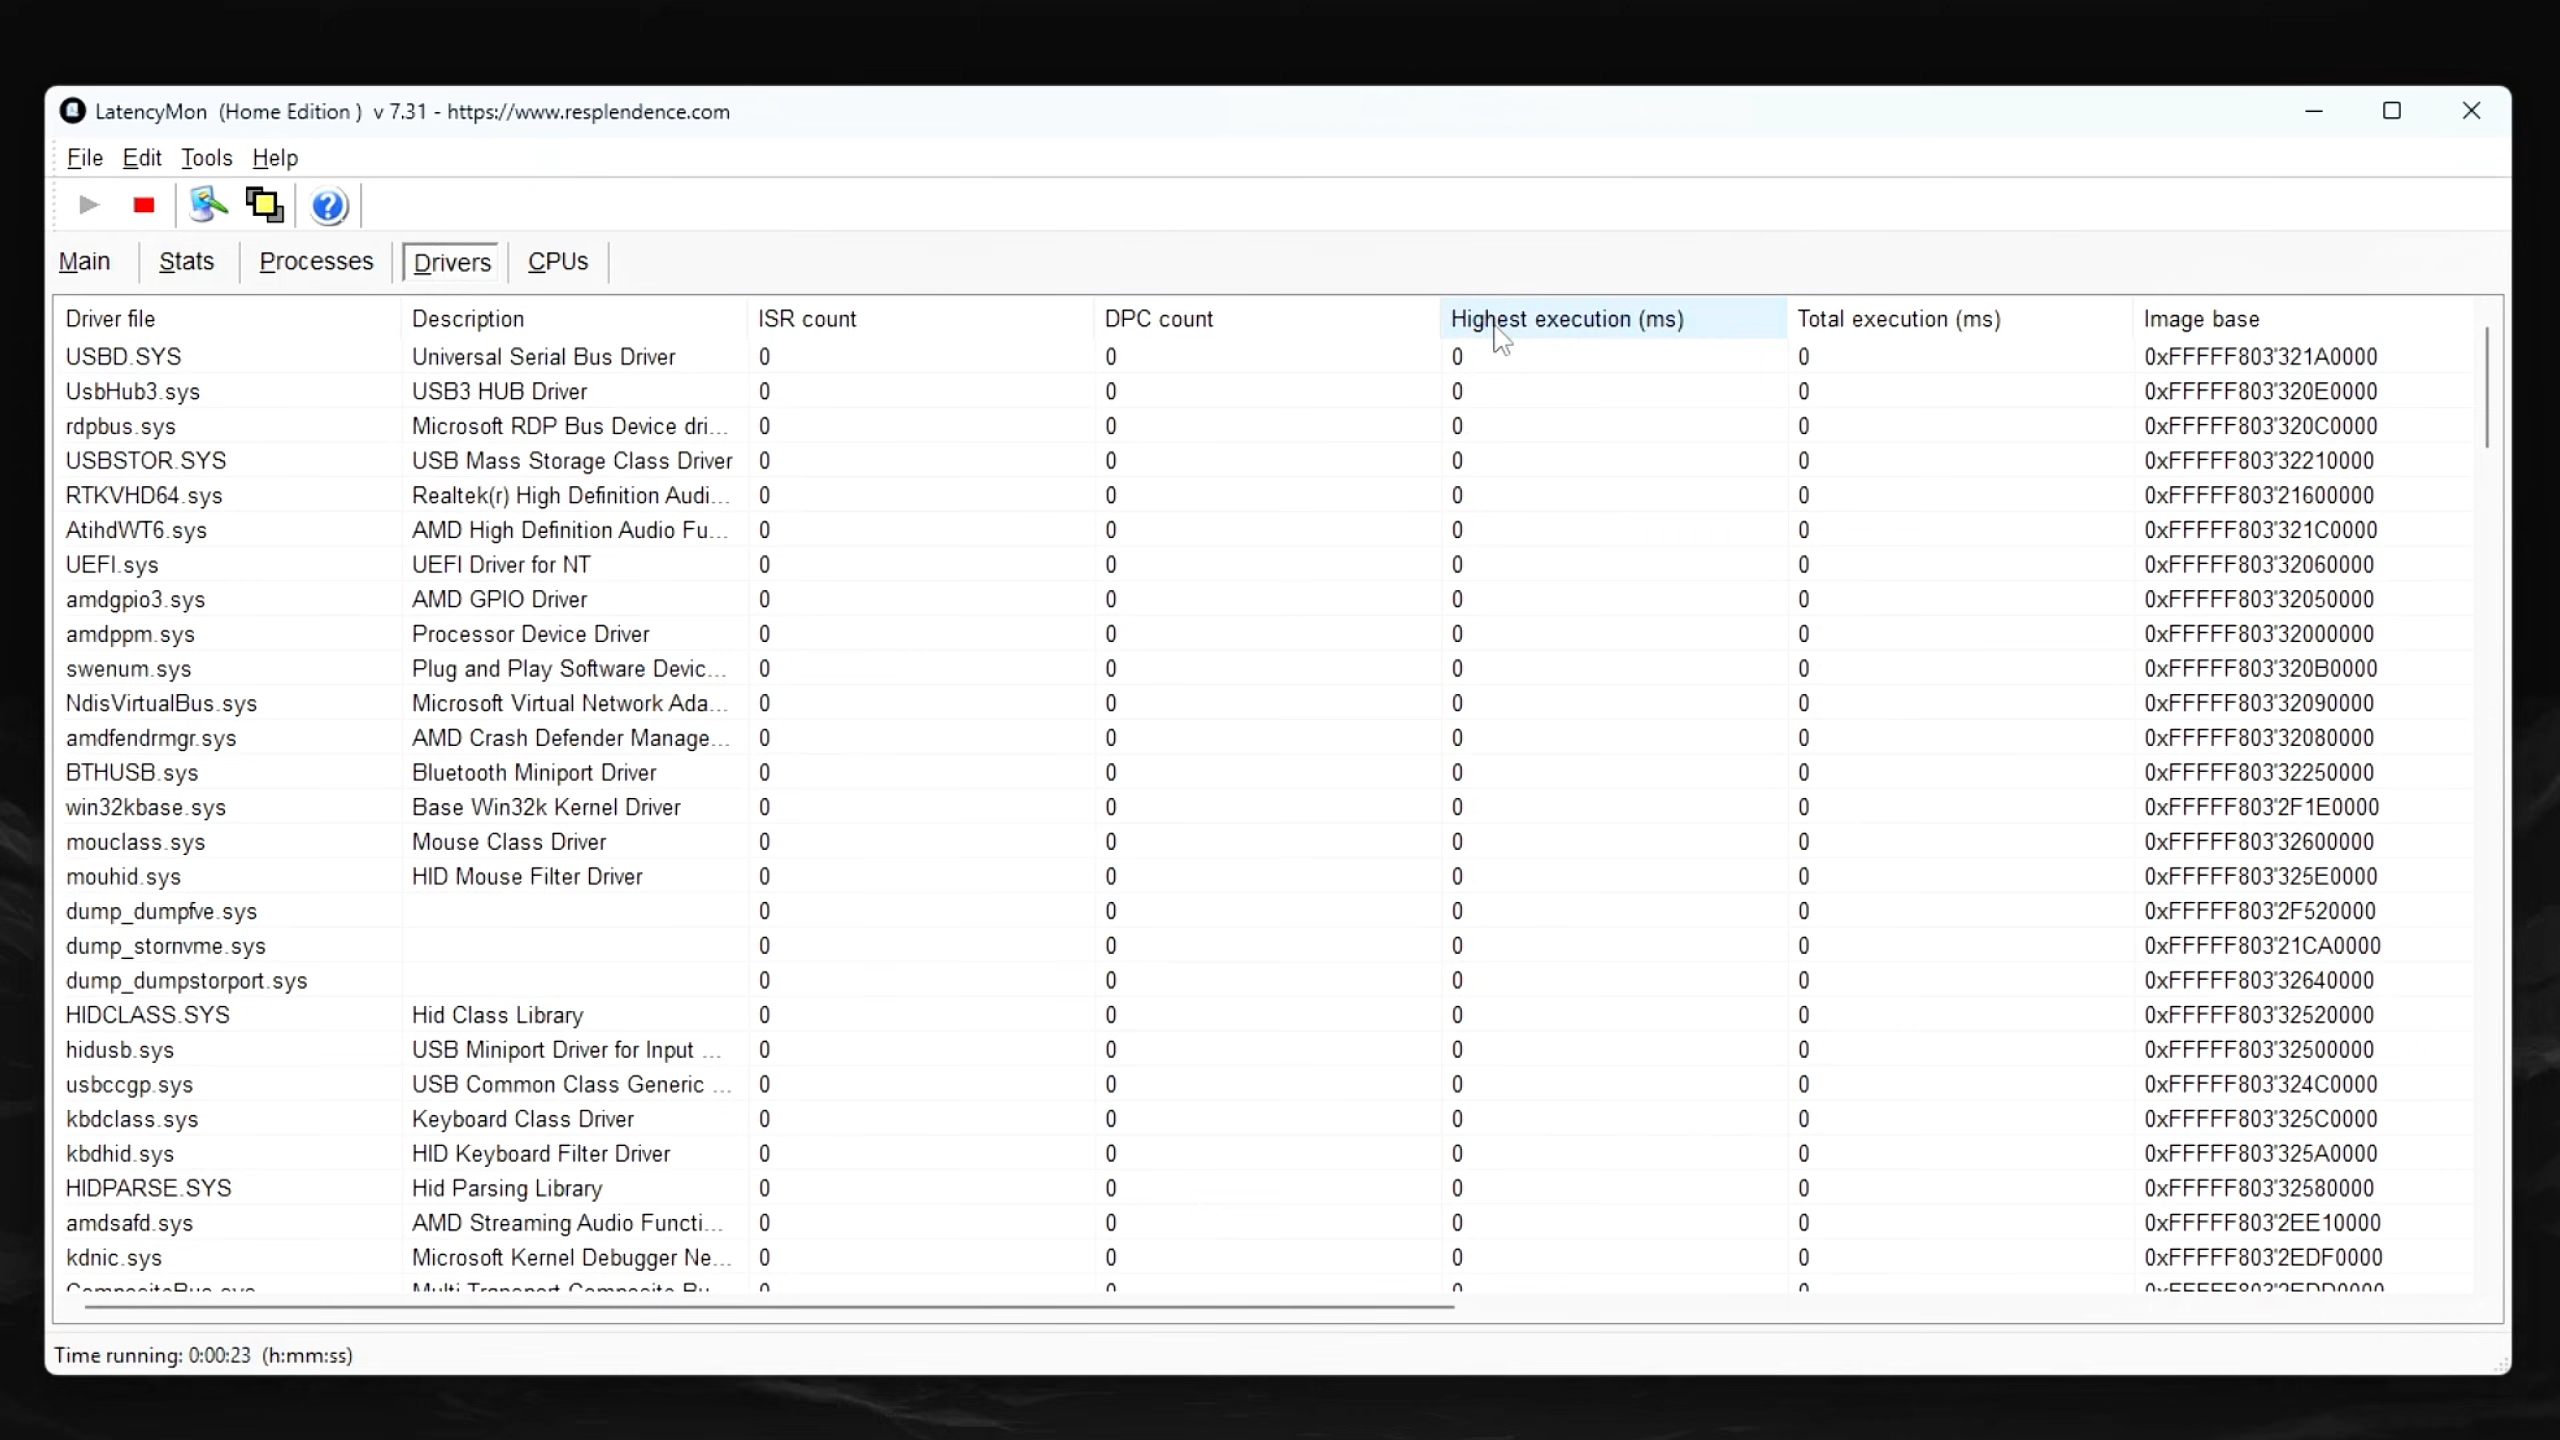 LatencyMon (Home Edition ) v 7.31 - https://www.resplendence.com
File Edit Tools Help
Main Stats Processes Drivers CPUs
Driver file Description ISR count DPC count Highest execution (ms) Total execution (ms) Image base
USBD.SYS Universal Serial Bus Driver 0 0 0 0 0xFFFFF803'321A0000
UsbHub3.sys USB3 HUB Driver 0 0 0 0 0xFFFFF803'320E0000
rdpbus.sys Microsoft RDP Bus Device dri... 0 0 0 0 0xFFFFF803'320C0000
USBSTOR.SYS USB Mass Storage Class Driver 0 0 0 0 0xFFFFF803'32210000
RTKVHD64.sys Realtek(r) High Definition Audi... 0 0 0 0 0xFFFFF803'21600000
AtihdWT6.sys AMD High Definition Audio Fu... 0 0 0 0 0xFFFFF803'321C0000
UEFI.sys UEFI Driver for NT 0 0 0 0 0xFFFFF803'32060000
amdgpio3.sys AMD GPIO Driver 0 0 0 0 0xFFFFF803'32050000
amdppm.sys Processor Device Driver 0 0 0 0 0xFFFFF803'32000000
swenum.sys Plug and Play Software Devic... 0 0 0 0 0xFFFFF803'320B0000
NdisVirtualBus.sys Microsoft Virtual Network Ada... 0 0 0 0 0xFFFFF803'32090000
amdfendrmgr.sys AMD Crash Defender Manage... 0 0 0 0 0xFFFFF803'32080000
BTHUSB.sys Bluetooth Miniport Driver 0 0 0 0 0xFFFFF803'32250000
win32kbase.sys Base Win32k Kernel Driver 0 0 0 0 0xFFFFF803'2F1E0000
mouclass.sys Mouse Class Driver 0 0 0 0 0xFFFFF803'32600000
mouhid.sys HID Mouse Filter Driver 0 0 0 0 0xFFFFF803'325E0000
dump_dumpfve.sys 0 0 0 0 0xFFFFF803'2F520000
dump_stornvme.sys 0 0 0 0 0xFFFFF803'21CA0000
dump_dumpstorport.sys 0 0 0 0 0xFFFFF803'32640000
HIDCLASS.SYS Hid Class Library 0 0 0 0 0xFFFFF803'32520000
hidusb.sys USB Miniport Driver for Input ... 0 0 0 0 0xFFFFF803'32500000
usbccgp.sys USB Common Class Generic ... 0 0 0 0 0xFFFFF803'324C0000
kbdclass.sys Keyboard Class Driver 0 0 0 0 0xFFFFF803'325C0000
kbdhid.sys HID Keyboard Filter Driver 0 0 0 0 0xFFFFF803'325A0000
HIDPARSE.SYS Hid Parsing Library 0 0 0 0 0xFFFFF803'32580000
amdsafd.sys AMD Streaming Audio Functi... 0 0 0 0 0xFFFFF803'2EE10000
kdnic.sys Microsoft Kernel Debugger Ne... 0 0 0 0 0xFFFFF803'2EDF0000
CompositeBus.sys Multi-Transport Composite Bu... 0 0 0 0 0xFFFFF803'2EDD0000
Time running: 0:00:23 (h:mm:ss)